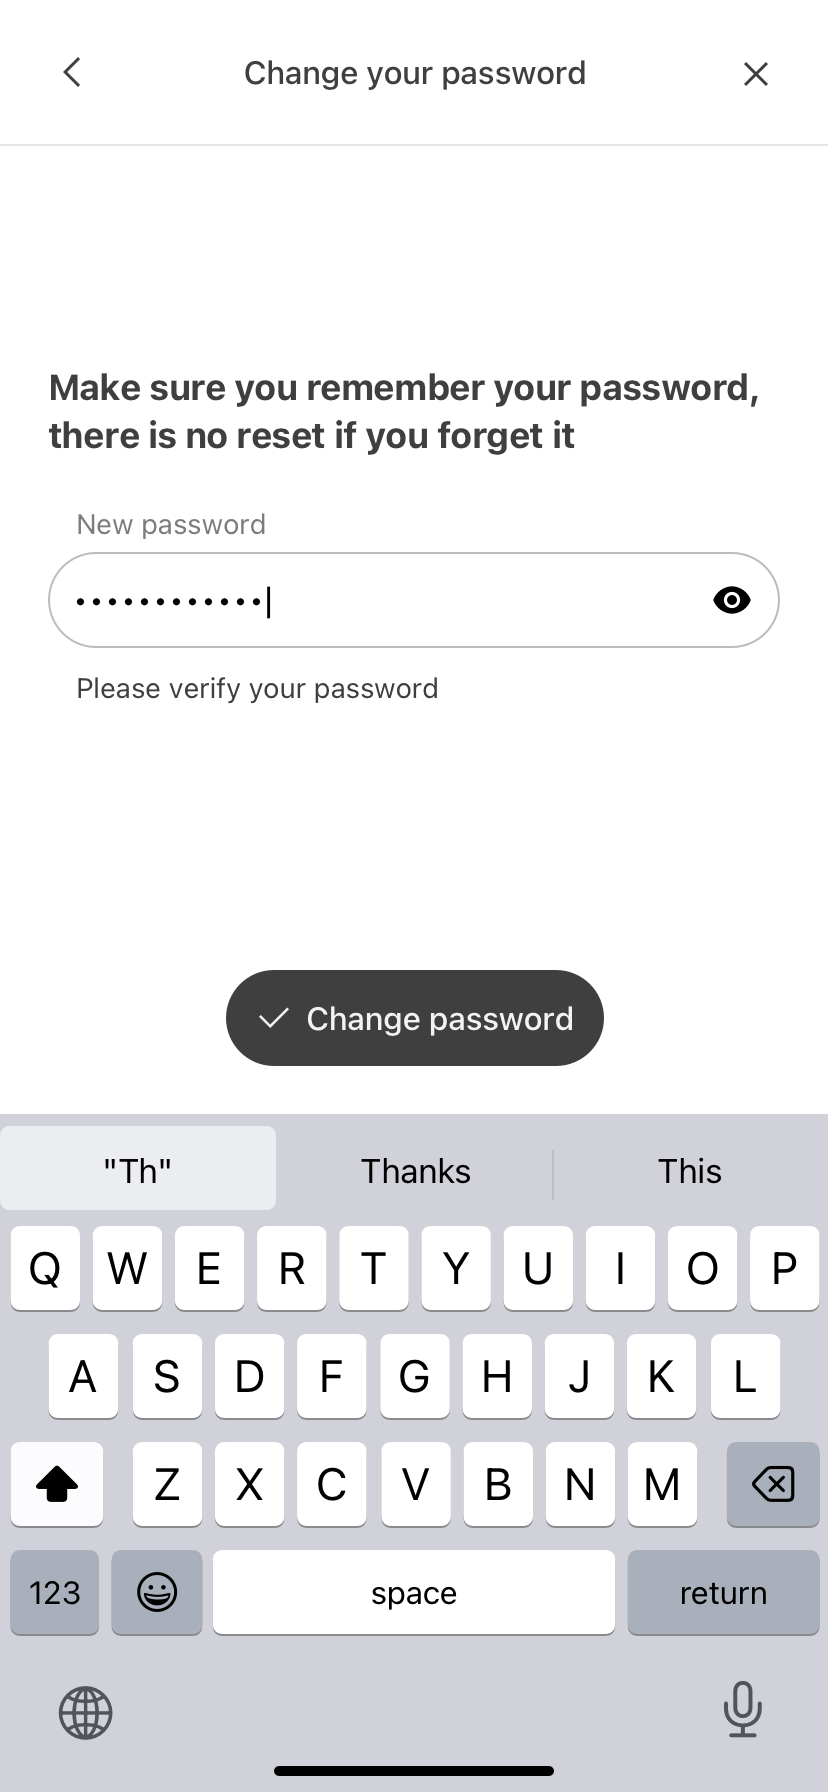 Change your password
Make sure you remember your password,
there is no reset if you forget it
New password
••••••••••••
Please verify your password
Change password
"Th" Thanks This
Q W E R T Y U I O P
A S D F G H J K L
Z X C V B N M
123 space return